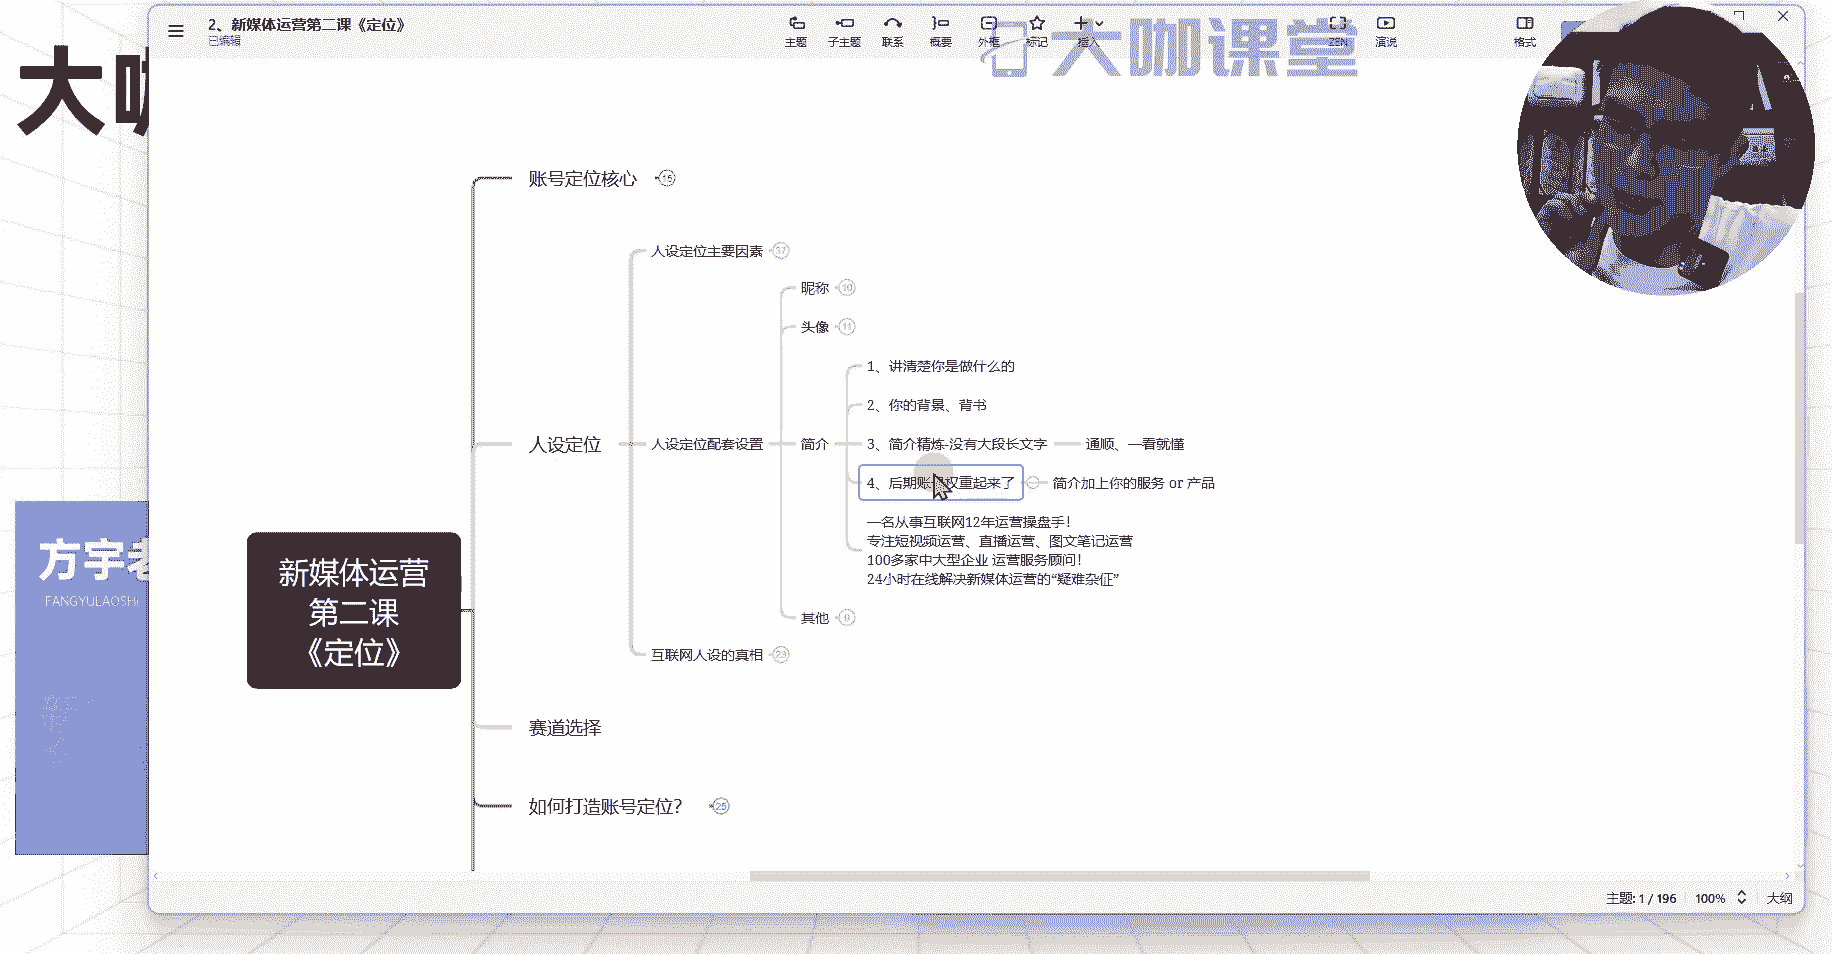 2、新媒体运营第二课《定位》
已编辑
主题
子主题
联系
概要
外框
标记
插入
ZEN
演说
格式
大咖课堂
大
账号定位核心
15
人设定位主要因素
37
昵称
10
头像
11
1、讲清楚你是做什么的
2、你的背景、背书
人设定位
人设定位配套设置
简介
3、简介精炼-没有大段长文字
通顺、一看就懂
4、后期账 权重起来了
简介加上你的服务 or 产品
一名从事互联网12年运营操盘手！
专注短视频运营、直播运营、图文笔记运营
100多家中大型企业 运营服务顾问！
24小时在线解决新媒体运营的“疑难杂征”
其他
9
互联网人设的真相
23
新媒体运营
第二课
《定位》
方宇老
FANGYULAOSHI
赛道选择
如何打造账号定位？
25
主题: 1 / 196
100%
大纲